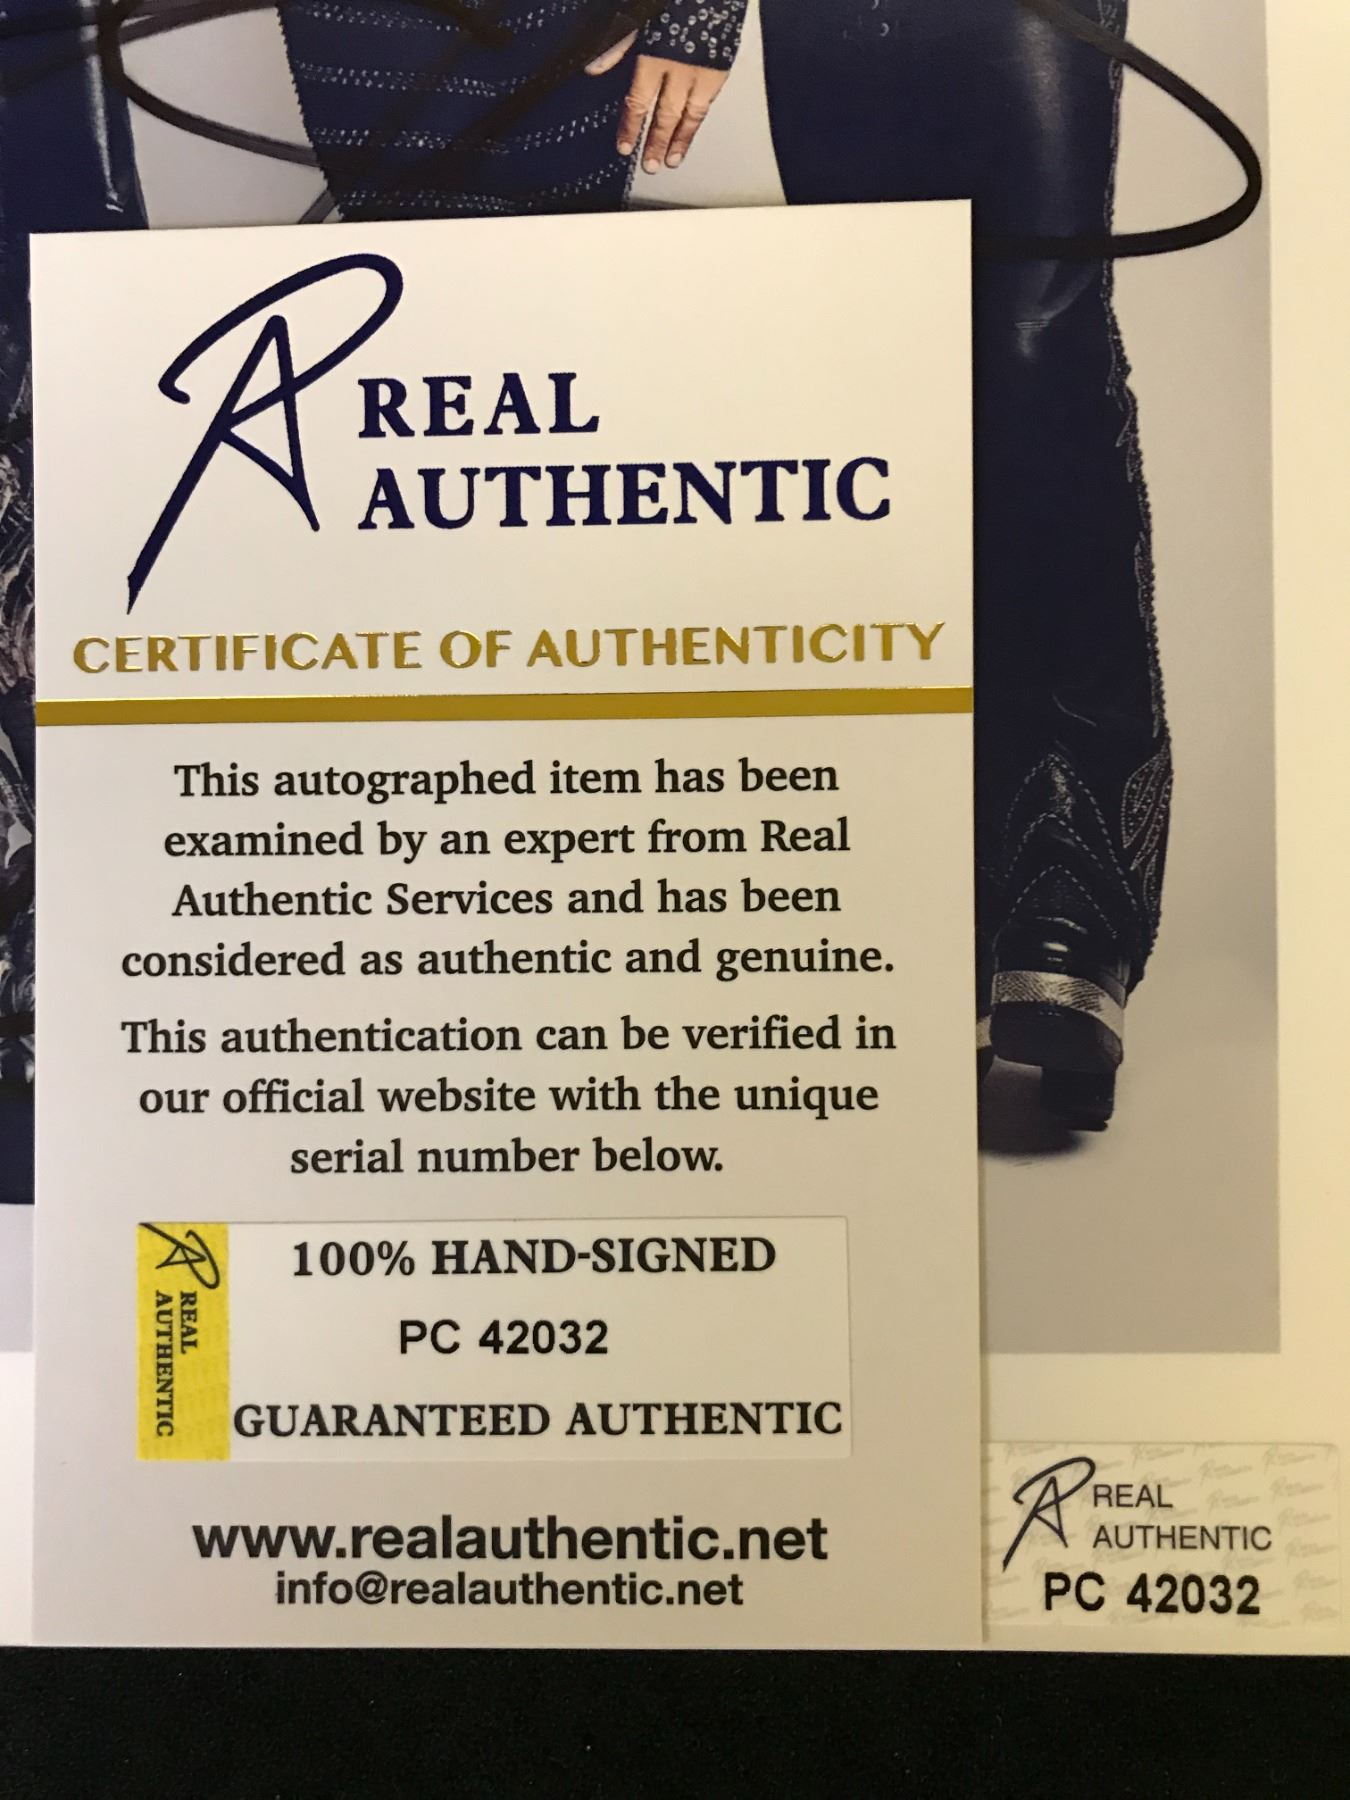 REAL
AUTHENTIC
CERTIFICATE OF AUTHENTICITY
This autographed item has been
examined by an expert from Real
Authentic Services and has been
considered as authentic and genuine.
This authentication can be verified in
our official website with the unique
serial number below.
REAL
AUTHENTIC
100% HAND-SIGNED
PC 42032
GUARANTEED AUTHENTIC
www.realauthentic.net
info@realauthentic.net
REAL
AUTHENTIC
PC 42032